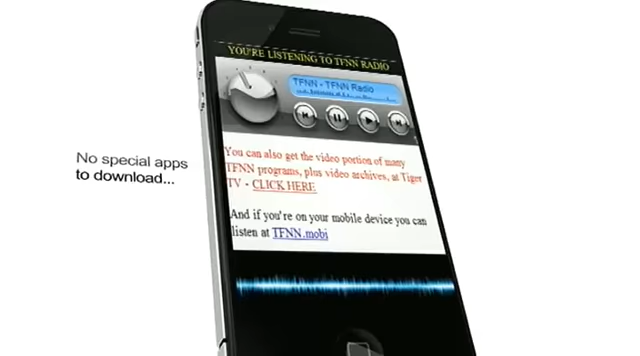 YOU'RE LISTENING TO TFNN RADIO
TFNN - TFNN Radio
You can also get the video portion of many
TFNN programs, plus video archives, at Tiger
TV - CLICK HERE
And if you're on your mobile device you can
listen at TFNN.mobi
No special apps
to download...